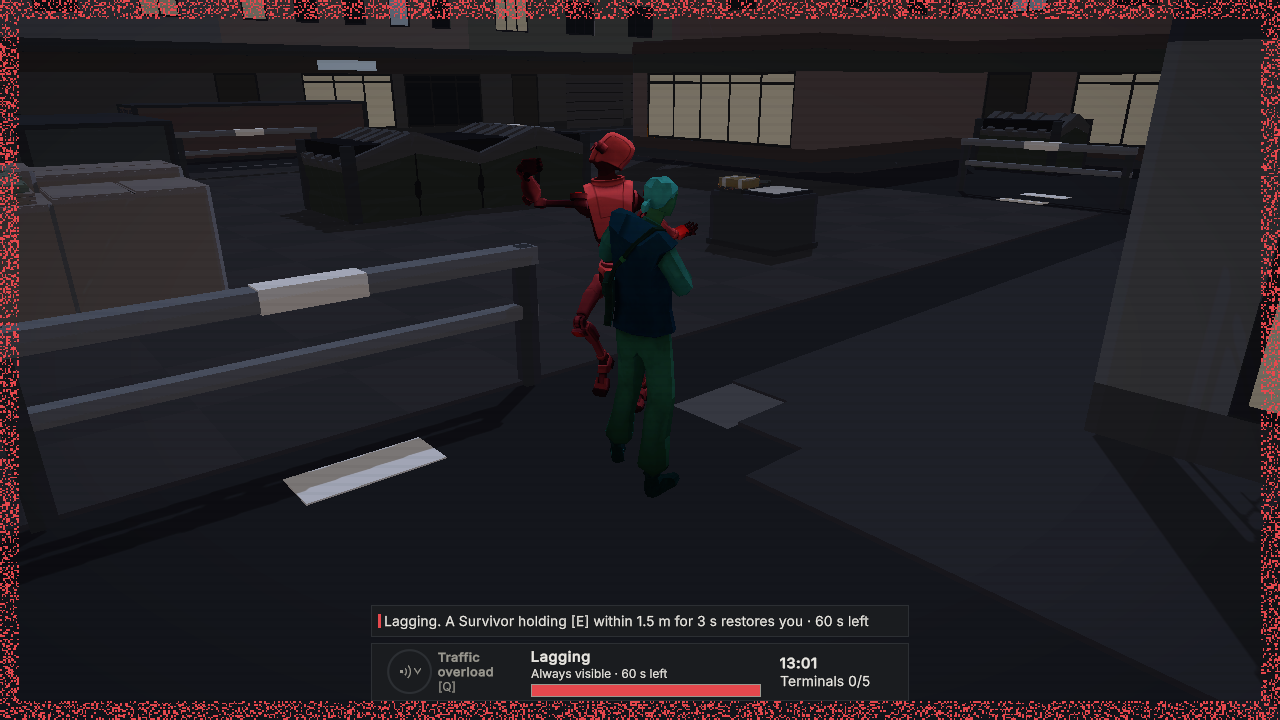 Lagging. A Survivor holding [E] within 1.5 m for 3 s restores you · 60 s left
Traffic
overload
[Q]
Lagging
Always visible · 60 s left
13:01
Terminals 0/5